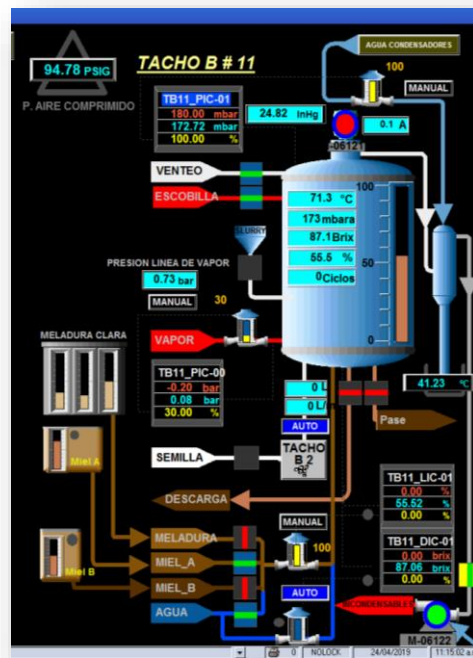 AGUA CONDENSADORES
94.78 PSIG
P. AIRE COMPRIMIDO
TACHO B # 11
100
MANUAL
TB11_PIC-01
180.00 mbar
172.72 mbar
100.00 %
24.82 InHg
0.1 A
-06121
VENTEO
ESCOBILLA
71.3 °C
173 mbara
87.1 Brix
55.5 %
0 Ciclos
100
50
0
SLURRY
PRESION LINEA DE VAPOR
0.73 bar
MANUAL
30
VAPOR
MELADURA CLARA
TB11_PIC-00
-0.20 bar
0.08 bar
30.00 %
41.23 °C
0 L
0 L/
AUTO
Pase
SEMILLA
TACHO
B 2
Miel A
DESCARGA
TB11_LIC-01
0.00 %
55.52 %
0.00 %
MELADURA
MANUAL
MIEL_A
100
TB11_DIC-01
0.00 brix
87.06 brix
0.00 %
Miel B
MIEL_B
AUTO
AGUA
INCONDENSABLES
M-06122
0
NOLOCK
24/04/2019
11:15:02 a